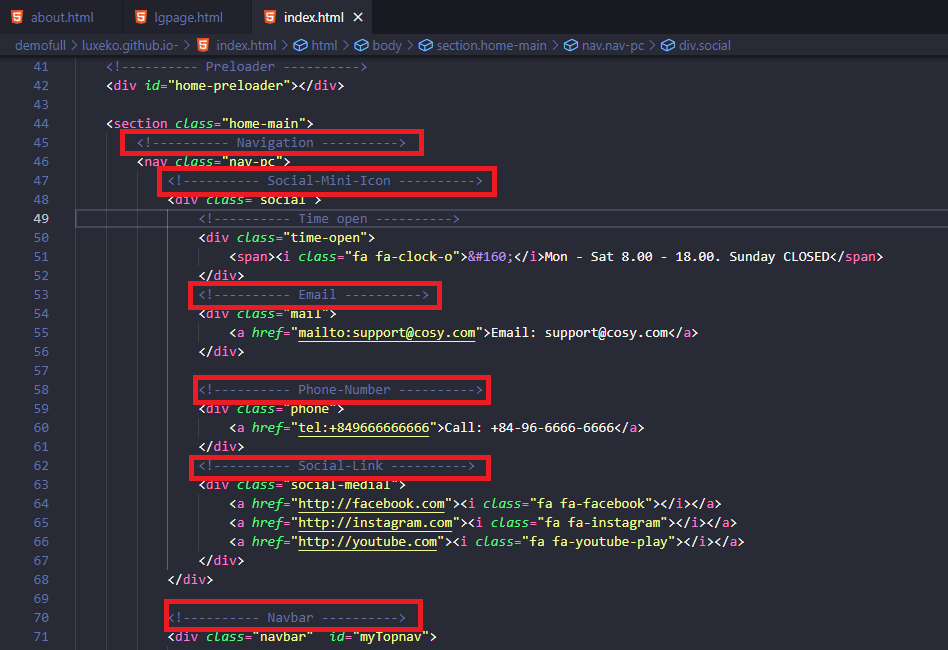 about.html lgpage.html index.html
demofull > luxeko.github.io- > index.html > html > body > section.home-main > nav.nav-pc > div.social
41 <!---------- Preloader ---------->
42 <div id="home-preloader"></div>
43
44 <section class="home-main">
45 <!---------- Navigation ---------->
46 <nav class="nav-pc">
47 <!---------- Social-Mini-Icon ---------->
48 <div class="social">
49 <!---------- Time open ---------->
50 <div class="time-open">
51 <span><i class="fa fa-clock-o">&#160;</i>Mon - Sat 8.00 - 18.00. Sunday CLOSED</span>
52 </div>
53 <!---------- Email ---------->
54 <div class="mail">
55 <a href="mailto:support@cosy.com">Email: support@cosy.com</a>
56 </div>
57
58 <!---------- Phone-Number ---------->
59 <div class="phone">
60 <a href="tel:+849666666666">Call: +84-96-6666-6666</a>
61 </div>
62 <!---------- Social-Link ---------->
63 <div class="social-medial">
64 <a href="http://facebook.com"><i class="fa fa-facebook"></i></a>
65 <a href="http://instagram.com"><i class="fa fa-instagram"></i></a>
66 <a href="http://youtube.com"><i class="fa fa-youtube-play"></i></a>
67 </div>
68 </div>
69
70 <!---------- Navbar ---------->
71 <div class="navbar" id="myTopnav">